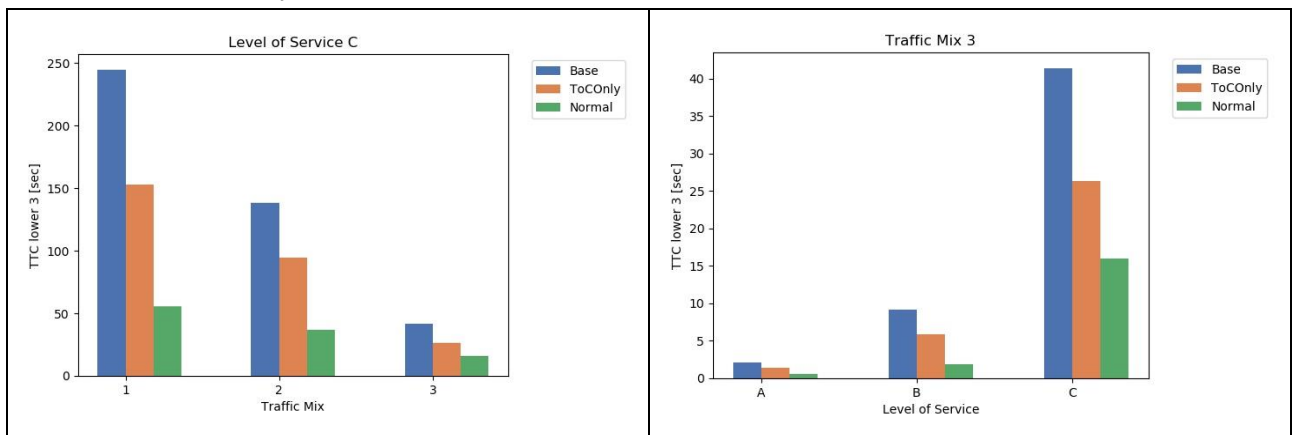 Level of Service C
250
200
150
100
50
0
TTC lower 3 [sec]
1 2 3
Traffic Mix
Base
ToCOnly
Normal
Traffic Mix 3
40
35
30
25
20
15
10
5
0
TTC lower 3 [sec]
A B C
Level of Service
Base
ToCOnly
Normal